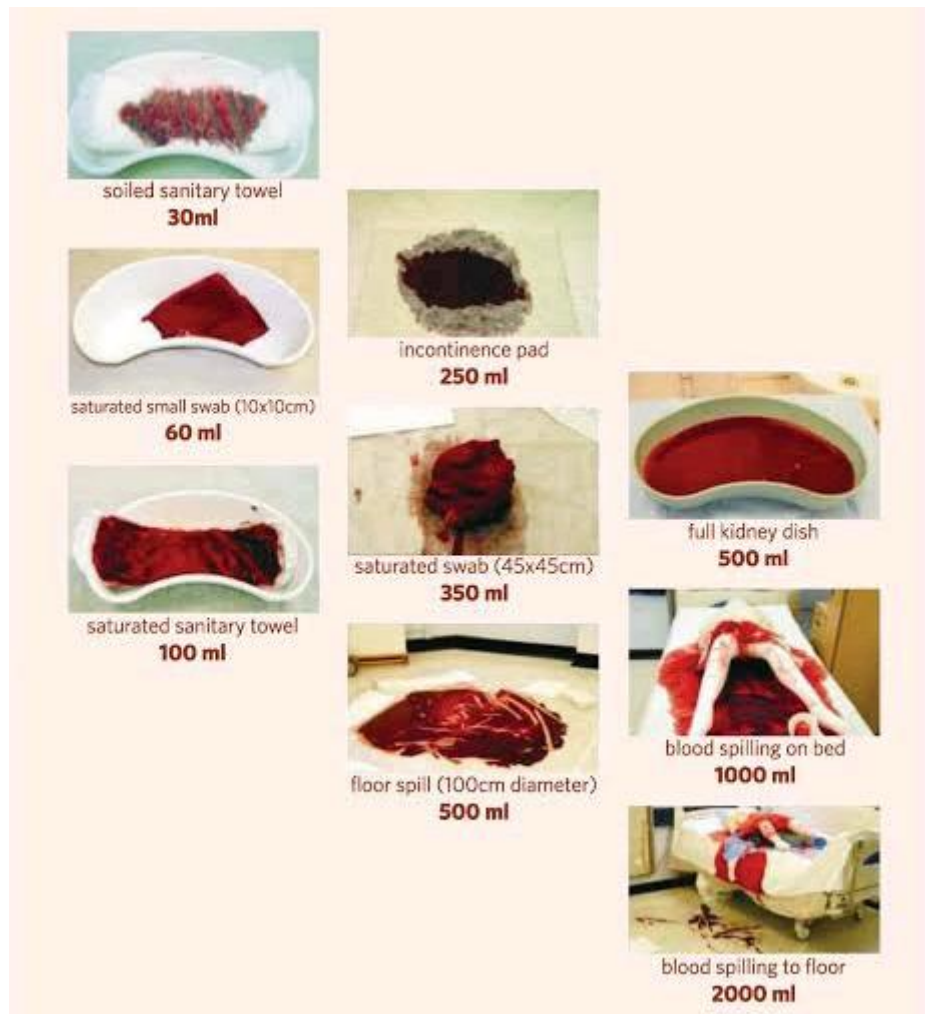 soiled sanitary towel
30ml
saturated small swab (10x10cm)
60 ml
saturated sanitary towel
100 ml
incontinence pad
250 ml
saturated swab (45x45cm)
350 ml
floor spill (100cm diameter)
500 ml
full kidney dish
500 ml
blood spilling on bed
1000 ml
blood spilling to floor
2000 ml